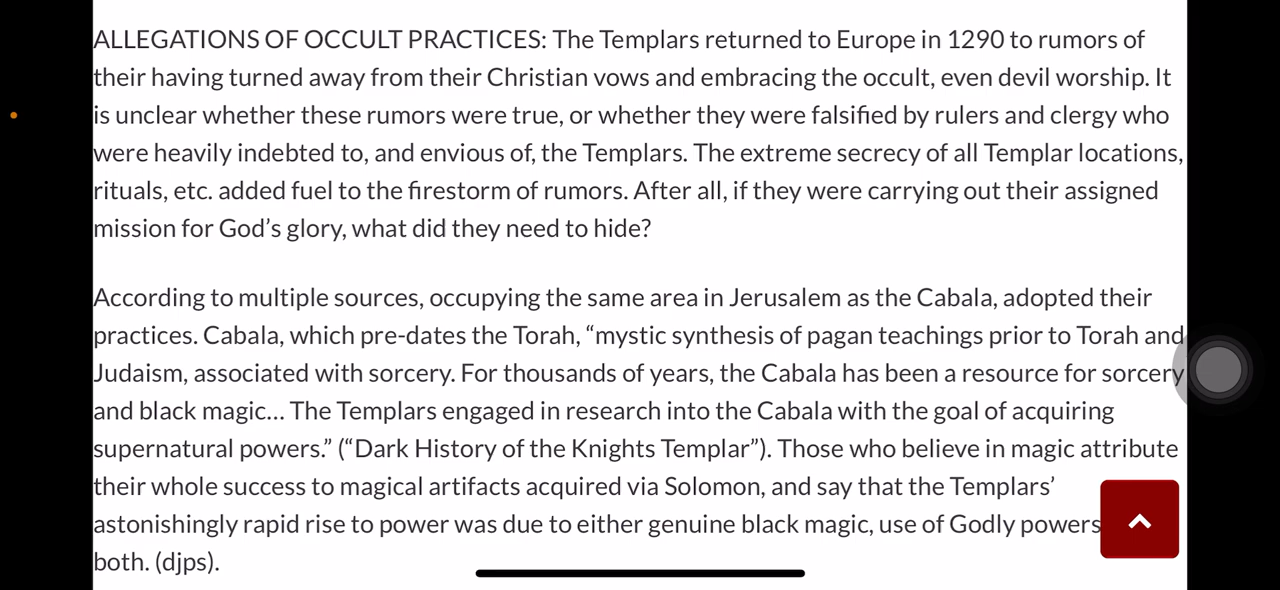 ALLEGATIONS OF OCCULT PRACTICES: The Templars returned to Europe in 1290 to rumors of
their having turned away from their Christian vows and embracing the occult, even devil worship. It
is unclear whether these rumors were true, or whether they were falsified by rulers and clergy who
were heavily indebted to, and envious of, the Templars. The extreme secrecy of all Templar locations,
rituals, etc. added fuel to the firestorm of rumors. After all, if they were carrying out their assigned
mission for God’s glory, what did they need to hide?
According to multiple sources, occupying the same area in Jerusalem as the Cabala, adopted their
practices. Cabala, which pre-dates the Torah, “mystic synthesis of pagan teachings prior to Torah and
Judaism, associated with sorcery. For thousands of years, the Cabala has been a resource for sorcery
and black magic… The Templars engaged in research into the Cabala with the goal of acquiring
supernatural powers.” (“Dark History of the Knights Templar”). Those who believe in magic attribute
their whole success to magical artifacts acquired via Solomon, and say that the Templars’
astonishingly rapid rise to power was due to either genuine black magic, use of Godly powers
both. (djps).